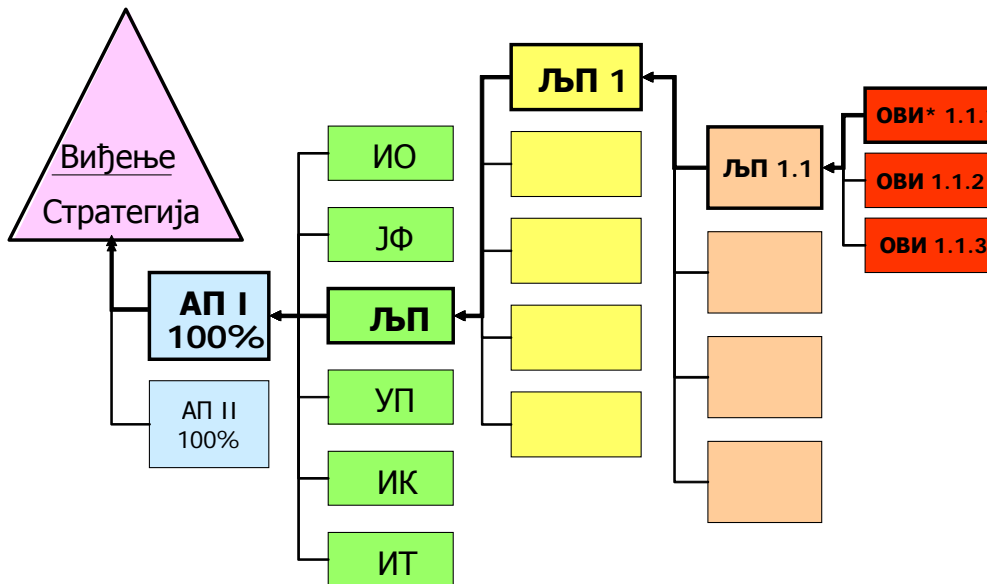 Виђење
Стратегија
АП I
100%
АП II
100%
ИО
ЈФ
ЉП
УП
ИК
ИТ
ЉП 1
ЉП 1.1
ОВИ* 1.1.
ОВИ 1.1.2
ОВИ 1.1.3